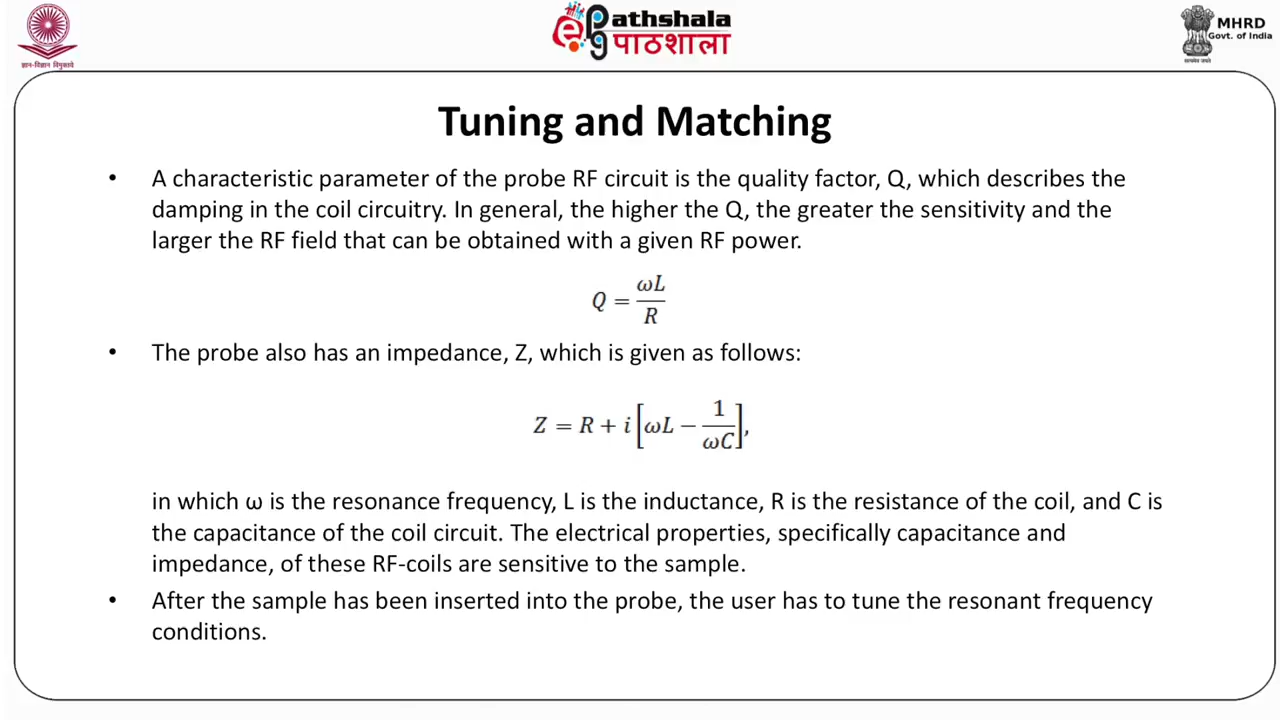 ज्ञान-विज्ञान विमुक्तये
ePathshala
पाठशाला
MHRD
Govt. of India
सत्यमेव जयते
Tuning and Matching
• A characteristic parameter of the probe RF circuit is the quality factor, Q, which describes the
damping in the coil circuitry. In general, the higher the Q, the greater the sensitivity and the
larger the RF field that can be obtained with a given RF power.
Q = ωL/R
• The probe also has an impedance, Z, which is given as follows:
Z = R + i[ωL − 1/ωC],
in which ω is the resonance frequency, L is the inductance, R is the resistance of the coil, and C is
the capacitance of the coil circuit. The electrical properties, specifically capacitance and
impedance, of these RF-coils are sensitive to the sample.
• After the sample has been inserted into the probe, the user has to tune the resonant frequency
conditions.